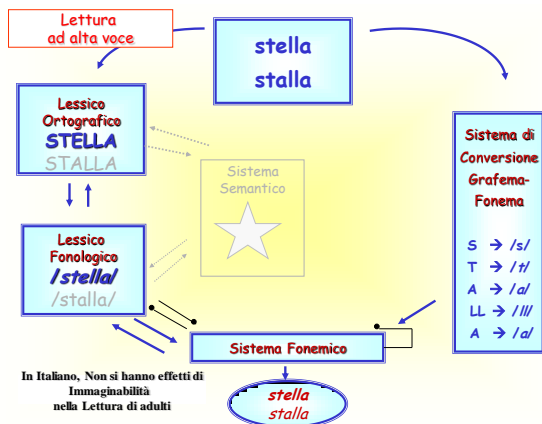 Lettura
ad alta voce
stella
stalla
Lessico
Ortografico
STELLA
STALLA
Sistema
Semantico
Sistema di
Conversione
Grafema-
Fonema
S → /s/
T → /t/
A → /a/
LL → /ll/
A → /a/
Lessico
Fonologico
/stella/
/stalla/
Sistema Fonemico
In Italiano, Non si hanno effetti di
Immaginabilità
nella Lettura di adulti
stella
stalla